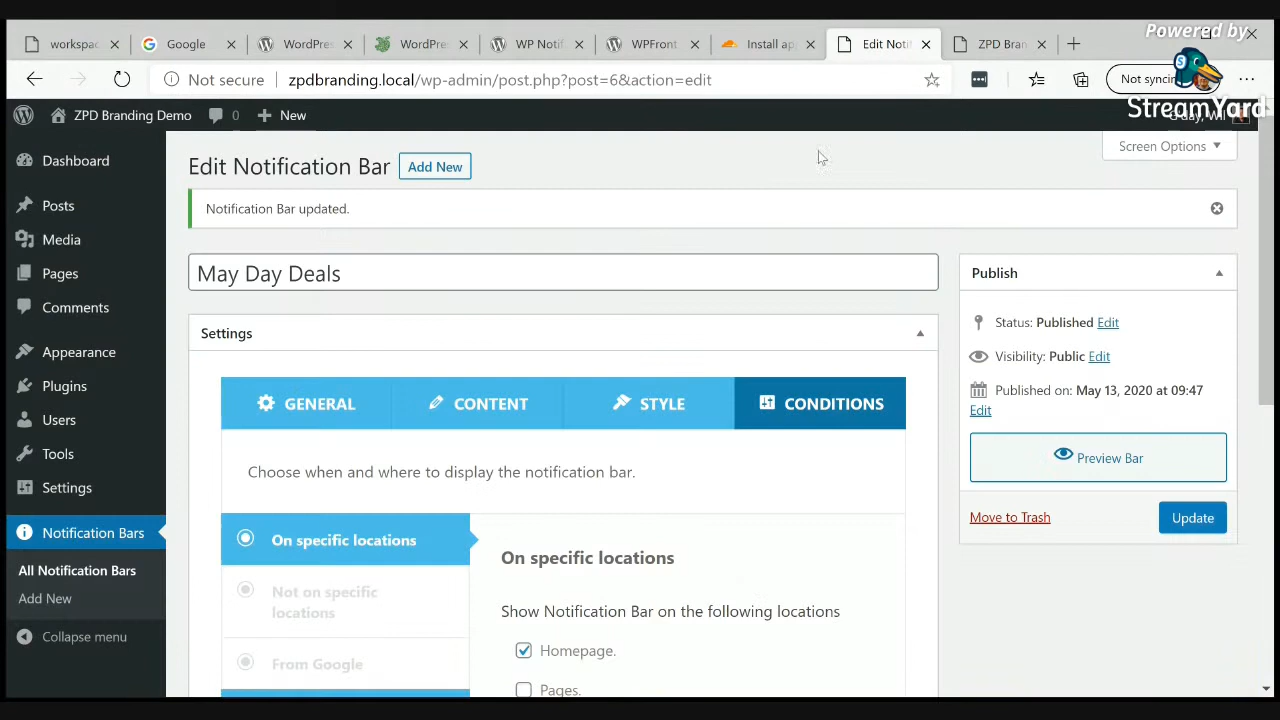 Powered by
StreamYard
workspac
Google
WordPres
WordPres
WP Notif
WPFront
Install ap
Edit Notif
ZPD Bran
Not secure
zpdbranding.local/wp-admin/post.php?post=6&action=edit
Not syncing
ZPD Branding Demo
0
New
Screen Options
Dashboard
Posts
Media
Pages
Comments
Appearance
Plugins
Users
Tools
Settings
Notification Bars
All Notification Bars
Add New
Collapse menu
Edit Notification Bar
Add New
Notification Bar updated.
May Day Deals
Settings
GENERAL
CONTENT
STYLE
CONDITIONS
Choose when and where to display the notification bar.
On specific locations
Not on specific
locations
From Google
On specific locations
Show Notification Bar on the following locations
Homepage.
Pages.
Publish
Status: Published Edit
Visibility: Public Edit
Published on: May 13, 2020 at 09:47
Edit
Preview Bar
Move to Trash
Update